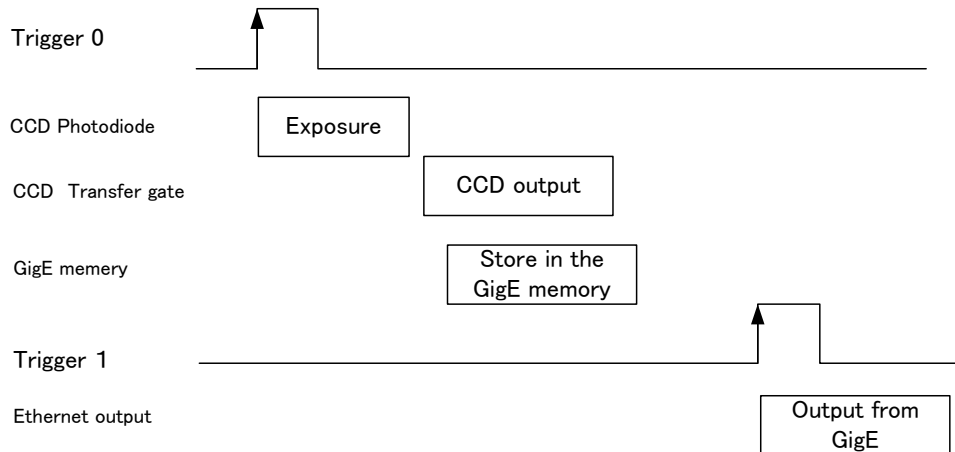 Trigger 0
CCD Photodiode
Exposure
CCD Transfer gate
CCD output
GigE memery
Store in the
GigE memory
Trigger 1
Ethernet output
Output from
GigE